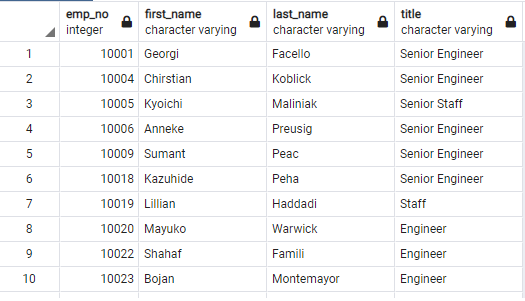 emp_no first_name last_name title
integer character varying character varying character varying
1 10001 Georgi Facello Senior Engineer
2 10004 Chirstian Koblick Senior Engineer
3 10005 Kyoichi Maliniak Senior Staff
4 10006 Anneke Preusig Senior Engineer
5 10009 Sumant Peac Senior Engineer
6 10018 Kazuhide Peha Senior Engineer
7 10019 Lillian Haddadi Staff
8 10020 Mayuko Warwick Engineer
9 10022 Shahaf Famili Engineer
10 10023 Bojan Montemayor Engineer